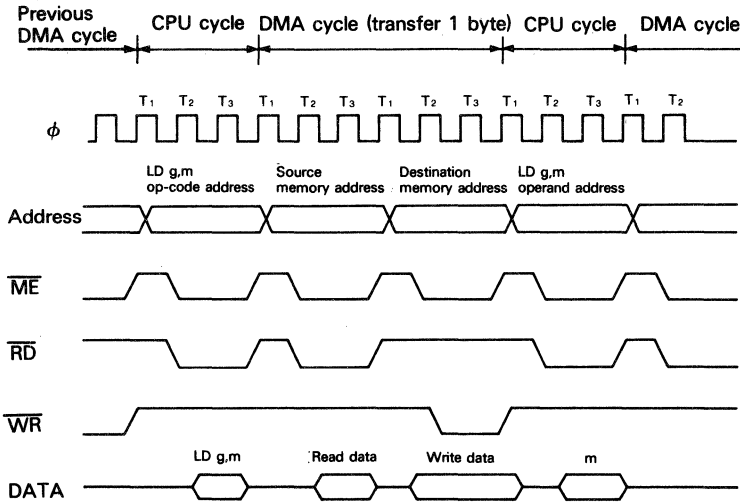 Previous
DMA cycle
CPU cycle
DMA cycle (transfer 1 byte)
CPU cycle
DMA cycle
T1 T2 T3 T1 T2 T3 T1 T2 T3 T1 T2 T3 T1 T2
ϕ
LD g,m
op-code address
Source
memory address
Destination
memory address
LD g,m
operand address
Address
ME
RD
WR
LD g,m
Read data
Write data
m
DATA